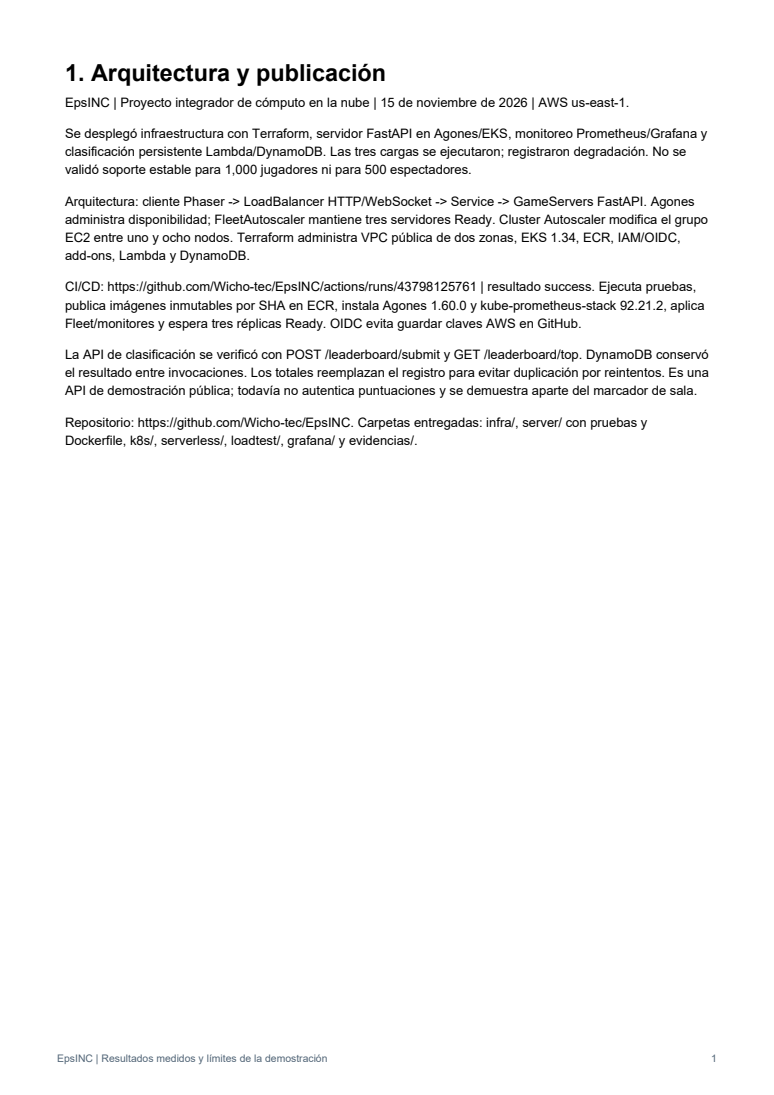 1. Arquitectura y publicación
EpsINC | Proyecto integrador de cómputo en la nube | 15 de noviembre de 2026 | AWS us-east-1.
Se desplegó infraestructura con Terraform, servidor FastAPI en Agones/EKS, monitoreo Prometheus/Grafana y
clasificación persistente Lambda/DynamoDB. Las tres cargas se ejecutaron; registraron degradación. No se
validó soporte estable para 1,000 jugadores ni para 500 espectadores.
Arquitectura: cliente Phaser -> LoadBalancer HTTP/WebSocket -> Service -> GameServers FastAPI. Agones
administra disponibilidad; FleetAutoscaler mantiene tres servidores Ready. Cluster Autoscaler modifica el grupo
EC2 entre uno y ocho nodos. Terraform administra VPC pública de dos zonas, EKS 1.34, ECR, IAM/OIDC,
add-ons, Lambda y DynamoDB.
CI/CD: https://github.com/Wicho-tec/EpsINC/actions/runs/43798125761 | resultado success. Ejecuta pruebas,
publica imágenes inmutables por SHA en ECR, instala Agones 1.60.0 y kube-prometheus-stack 92.21.2, aplica
Fleet/monitores y espera tres réplicas Ready. OIDC evita guardar claves AWS en GitHub.
La API de clasificación se verificó con POST /leaderboard/submit y GET /leaderboard/top. DynamoDB conservó
el resultado entre invocaciones. Los totales reemplazan el registro para evitar duplicación por reintentos. Es una
API de demostración pública; todavía no autentica puntuaciones y se demuestra aparte del marcador de sala.
Repositorio: https://github.com/Wicho-tec/EpsINC. Carpetas entregadas: infra/, server/ con pruebas y
Dockerfile, k8s/, serverless/, loadtest/, grafana/ y evidencias/.
EpsINC | Resultados medidos y límites de la demostración
1